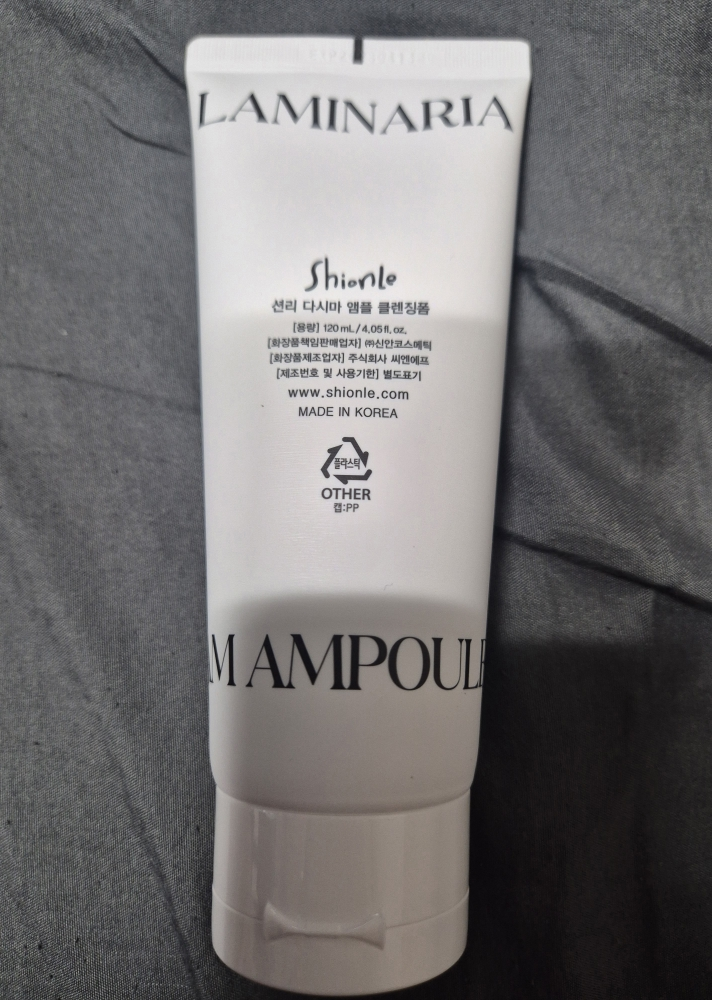 LAMINARIA
Shionle
션리 다시마 앰플 클렌징폼
[용량] 120 mL / 4.05 fl. oz.
[화장품책임판매업자] ㈜신안코스메틱
[화장품제조업자] 주식회사 씨엔에프
[제조번호 및 사용기한] 별도표기
www.shionle.com
MADE IN KOREA
플라스틱
OTHER
캡:PP
M AMPOULE